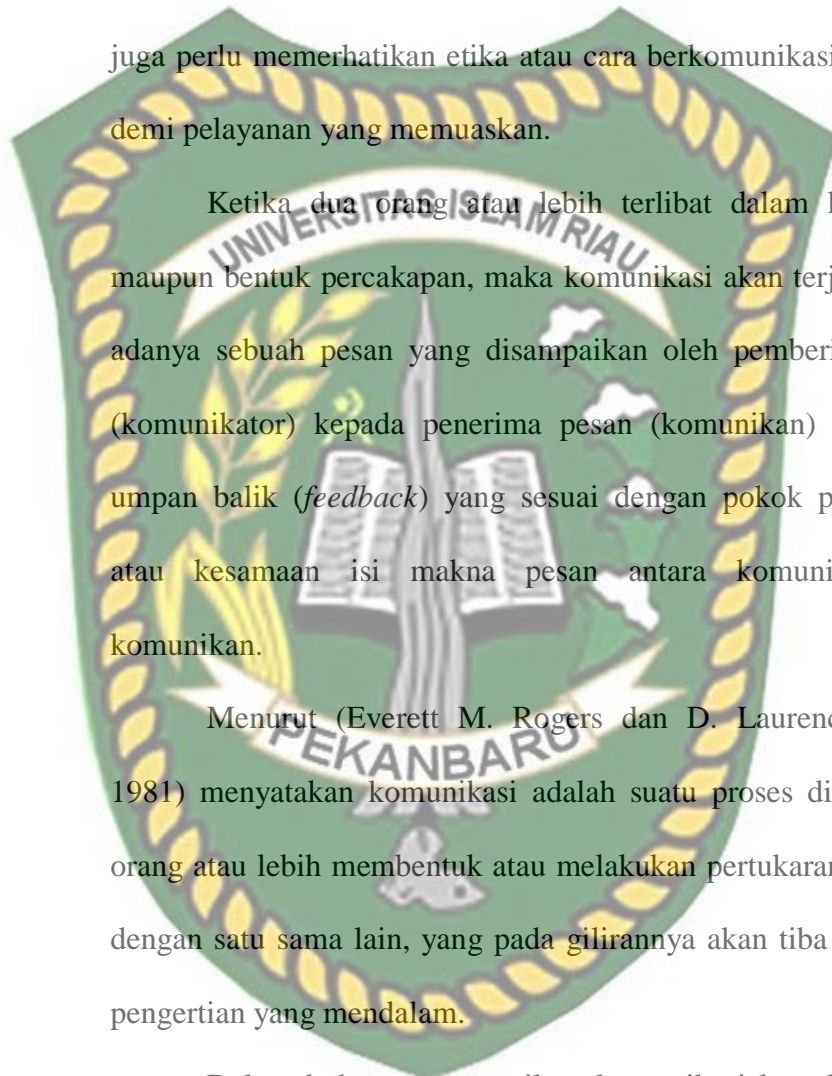 juga perlu memerhatikan etika atau cara berkomunikasi
demi pelayanan yang memuaskan.
Ketika dua orang atau lebih terlibat dalam
maupun bentuk percakapan, maka komunikasi akan
UNIVERSITAS ISLAM RIAU
adanya sebuah pesan yang disampaikan oleh pemberi
(komunikator) kepada penerima pesan (komunikan)
umpan balik (feedback) yang sesuai dengan pokok
atau kesamaan isi makna pesan antara
komunikan.
Menurut (Everett M. Rogers dan D.
PEKANBARU
1981) menyatakan komunikasi adalah suatu proses
orang atau lebih membentuk atau melakukan pertukaran
dengan satu sama lain, yang pada gilirannya akan tiba
pengertian yang mendalam.